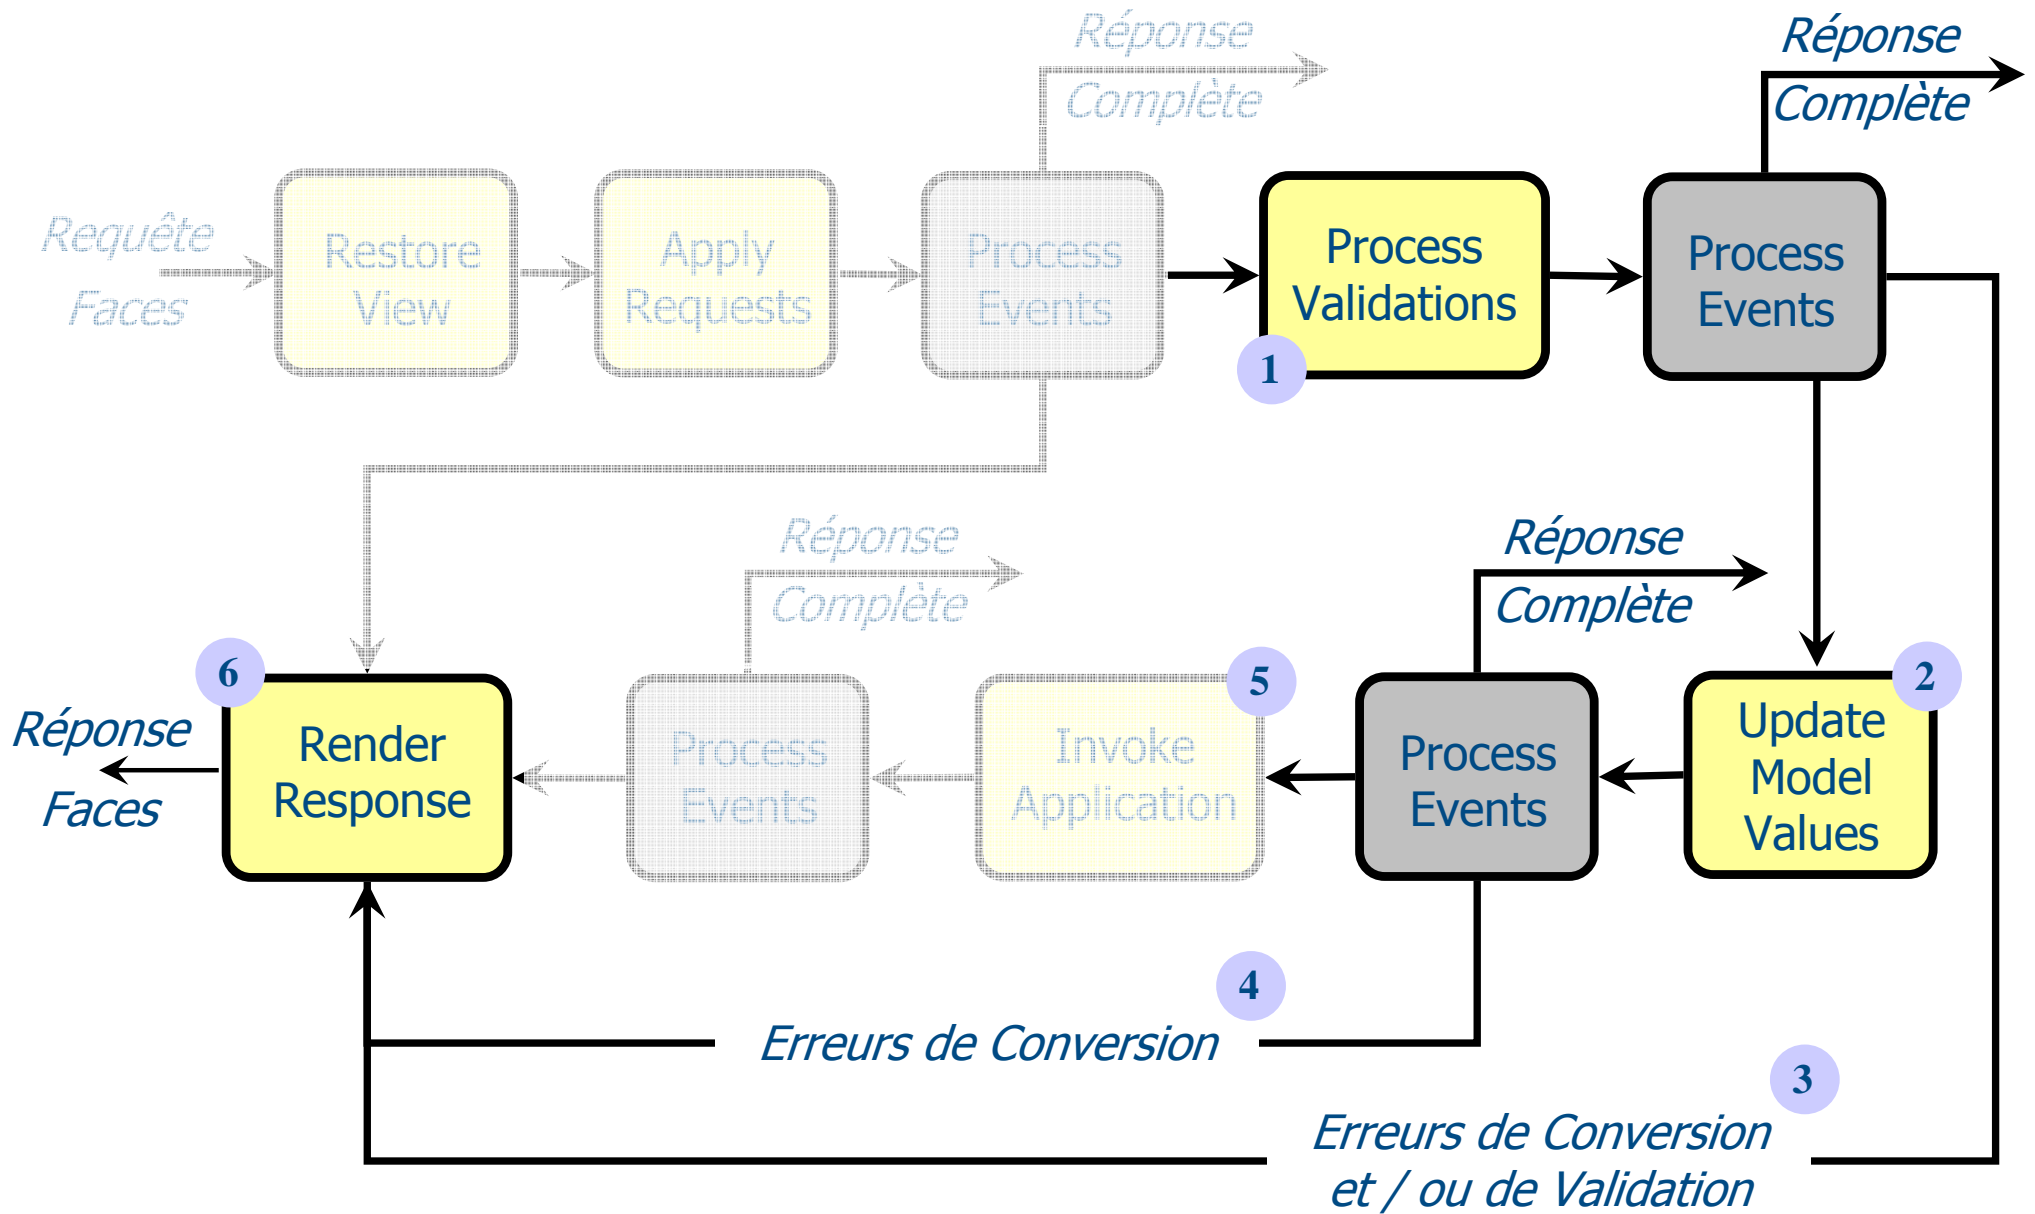 Réponse
Complète
Réponse
Complète
Requête
Faces
Restore
View
Apply
Requests
Process
Events
Process
Validations
1
Process
Events
Réponse
Complète
Réponse
Complète
6
Réponse
Faces
Render
Response
Process
Events
5
Invoke
Application
Process
Events
2
Update
Model
Values
4
Erreurs de Conversion
3
Erreurs de Conversion
et / ou de Validation